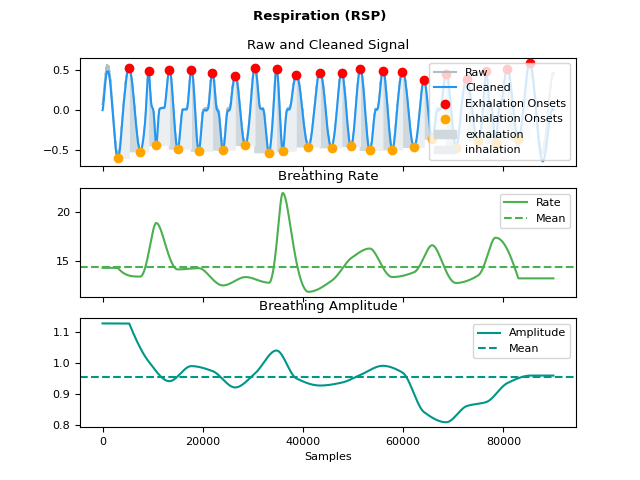 Respiration (RSP)
Raw and Cleaned Signal
0.5
0.0
−0.5
Raw
Cleaned
Exhalation Onsets
Inhalation Onsets
exhalation
inhalation
Breathing Rate
20
15
Rate
Mean
Breathing Amplitude
1.1
1.0
0.9
0.8
Amplitude
Mean
0 20000 40000 60000 80000
Samples